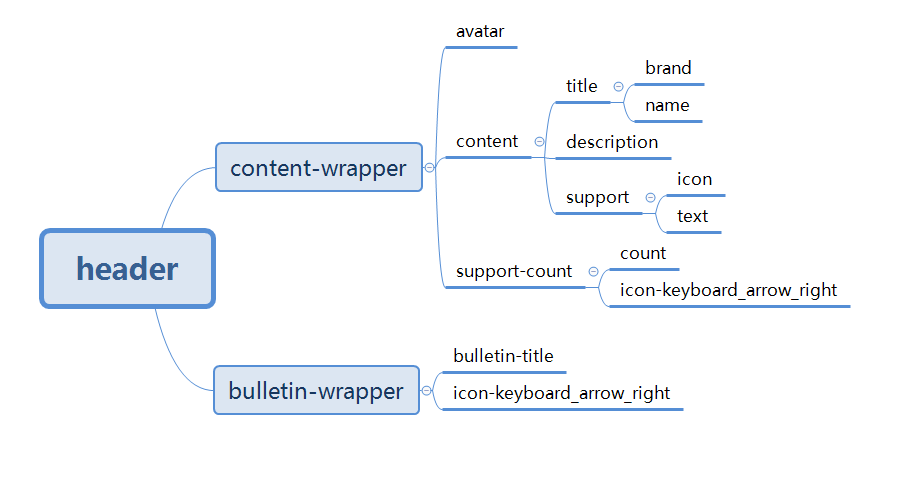 header
content-wrapper
avatar
content
title
brand
name
description
support
icon
text
support-count
count
icon-keyboard_arrow_right
bulletin-wrapper
bulletin-title
icon-keyboard_arrow_right